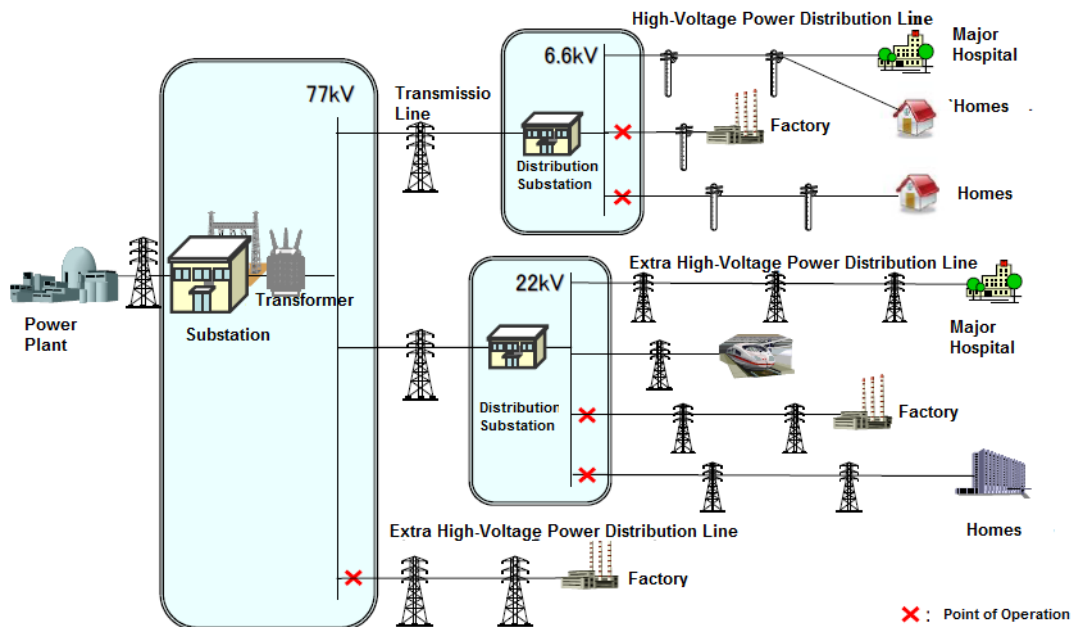 High-Voltage Power Distribution Line
Major
Hospital
6.6kV
77kV
Transmissio
Line
Homes
Factory
Distribution
Substation
Homes
Extra High-Voltage Power Distribution Line
22kV
Transformer
Power
Plant
Substation
Major
Hospital
Distribution
Substation
Factory
Extra High-Voltage Power Distribution Line
Homes
Factory
× : Point of Operation